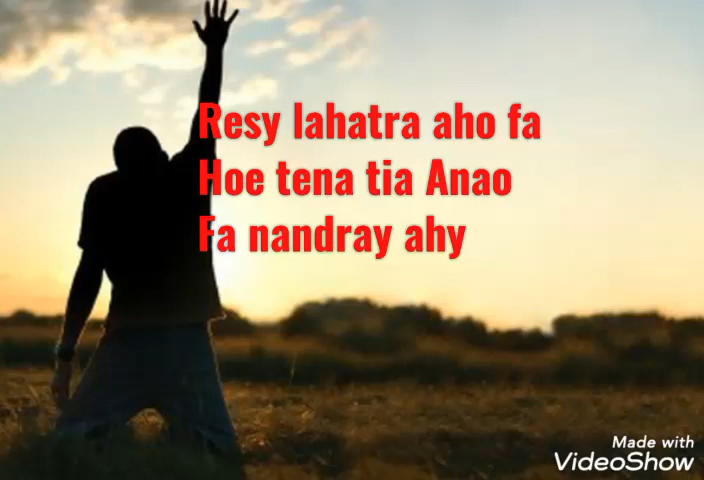 Resy lahatra aho fa
Hoe tena tia Anao
Fa nandray ahy
Made with
VideoShow